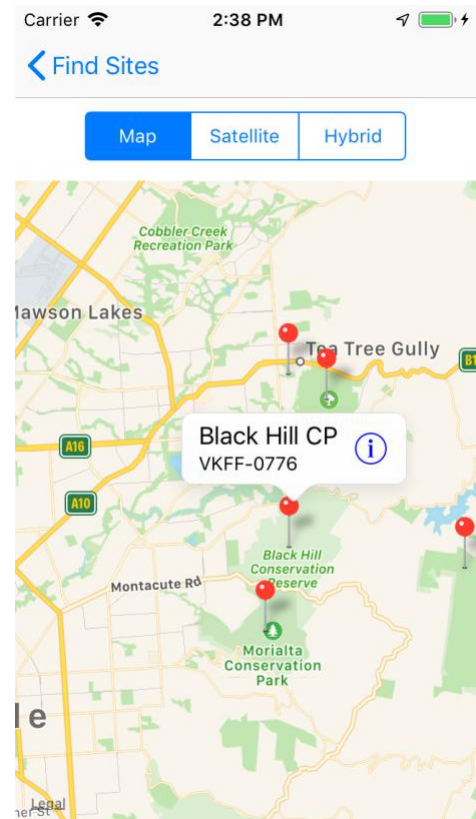 Carrier
2:38 PM
Find Sites
Map
Satellite
Hybrid
Cobbler Creek
Recreation Park
Mawson Lakes
Tea Tree Gully
A16
Black Hill CP
VKFF-0776
i
A10
Black Hill
Conservation
Reserve
Montacute Rd
Morialta
Conservation
Park
le
Legal